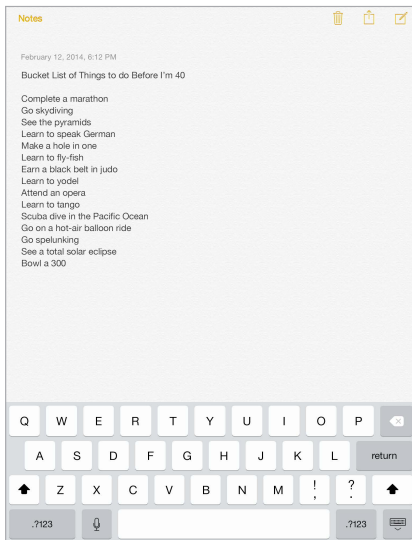 Notes
February 12, 2014, 6:12 PM
Bucket List of Things to do Before I'm 40
Complete a marathon
Go skydiving
See the pyramids
Learn to speak German
Make a hole in one
Learn to fly-fish
Earn a black belt in judo
Learn to yodel
Attend an opera
Learn to tango
Scuba dive in the Pacific Ocean
Go on a hot-air balloon ride
Go spelunking
See a total solar eclipse
Bowl a 300
Q W E R T Y U I O P
A S D F G H J K L return
Z X C V B N M ! , ? .
.?123 .?123